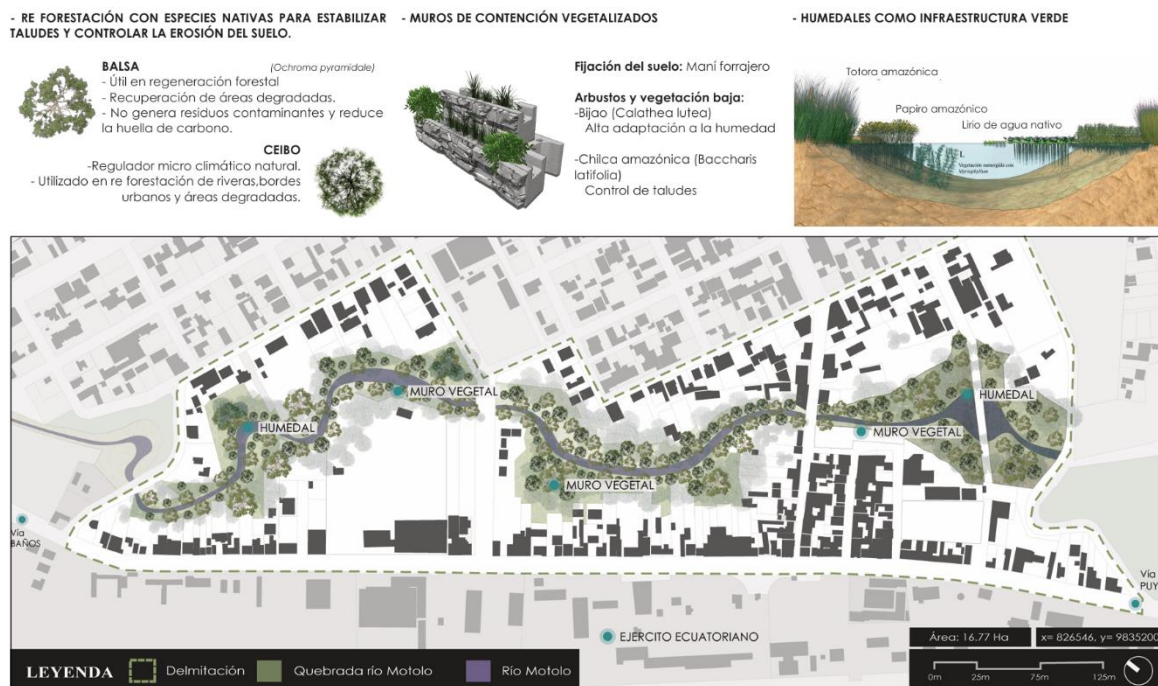 - RE FORESTACIÓN CON ESPECIES NATIVAS PARA ESTABILIZAR
TALUDES Y CONTROLAR LA EROSIÓN DEL SUELO.
BALSA
(Ochroma pyramidale)
- Útil en regeneración forestal
- Recuperación de áreas degradadas.
- No genera residuos contaminantes y reduce
la huella de carbono.
CEIBO
-Regulador micro climático natural.
- Utilizado en re forestación de riveras,bordes
urbanos y áreas degradadas.
- MUROS DE CONTENCIÓN VEGETALIZADOS
Fijación del suelo: Maní forrajero
Arbustos y vegetación baja:
-Bijao (Calathea lutea)
Alta adaptación a la humedad
-Chilca amazónica (Baccharis
latifolia)
Control de taludes
- HUMEDALES COMO INFRAESTRUCTURA VERDE
Totora amazónica
Papiro amazónico
Lirio de agua nativo
L
Vegetación sumergida con
MURO VEGETAL
HUMEDAL
HUMEDAL
MURO VEGETAL
MURO VEGETAL
Vía
BAÑOS
Vía
PUY
EJERCITO ECUATORIANO
Área: 16.77 Ha
x= 826546, y= 9835200
LEYENDA
Delmitación
Quebrada río Motolo
Río Motolo
0m 25m 75m 125m